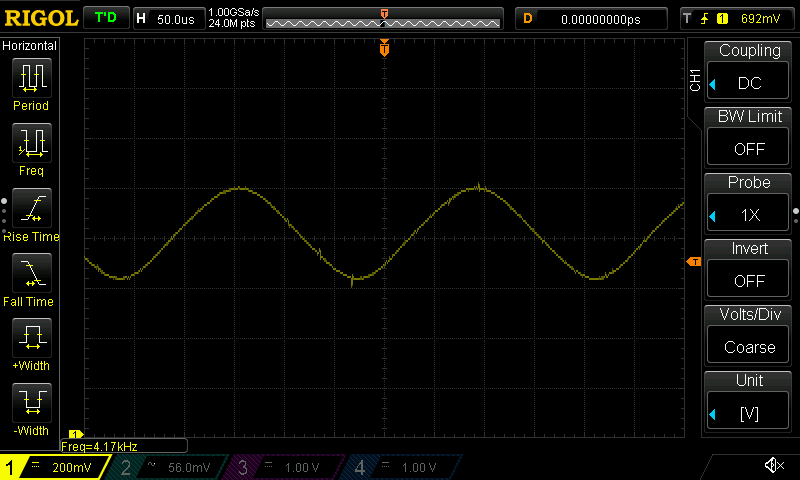 RIGOL T'D H 50.0us 1.00GSa/s 24.0M pts T D 0.00000000ps T 1 692mV
Horizontal
Period
Freq
Rise Time
Fall Time
+Width
-Width
T
T
1
Freq=4.17kHz
CH1
Coupling
DC
BW Limit
OFF
Probe
1X
Invert
OFF
Volts/Div
Coarse
Unit
[V]
1 200mV 2 56.0mV 3 1.00 V 4 1.00 V